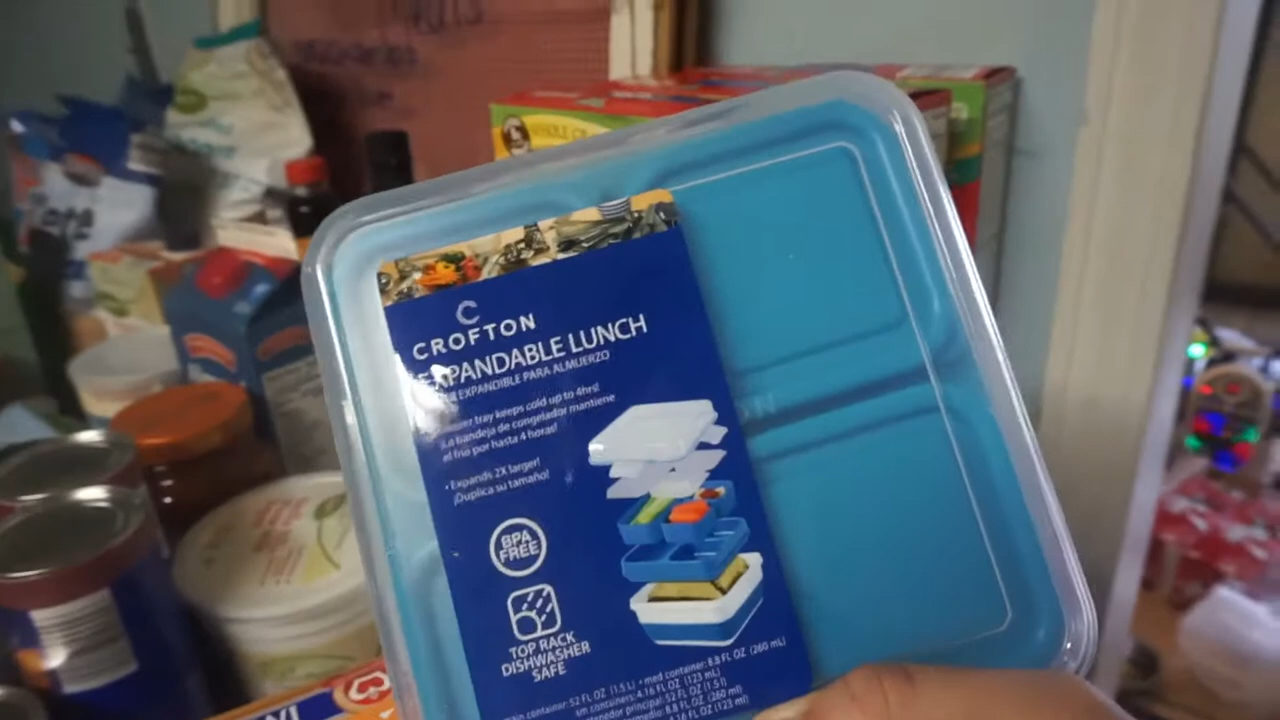 WHOLE
C
CROFTON
EXPANDABLE LUNCH
EXPANDIBLE PARA ALMUERZO
tray keeps cold up to 4hrs!
¡La bandeja de congelador mantiene
el frio por hasta 4 horas!
• Expands 2X larger!
¡Duplica su tamaño!
BPA
FREE
TOP RACK
DISHWASHER
SAFE
container: 52 FL OZ (1.5 L) • med container: 8.8 FL OZ (260 mL)
sm containers: 4.16 FL OZ (123 mL)
principal: 52 FL OZ (1.5 l)
8.8 FL OZ (260 ml)
4.16 FL OZ (123 ml)